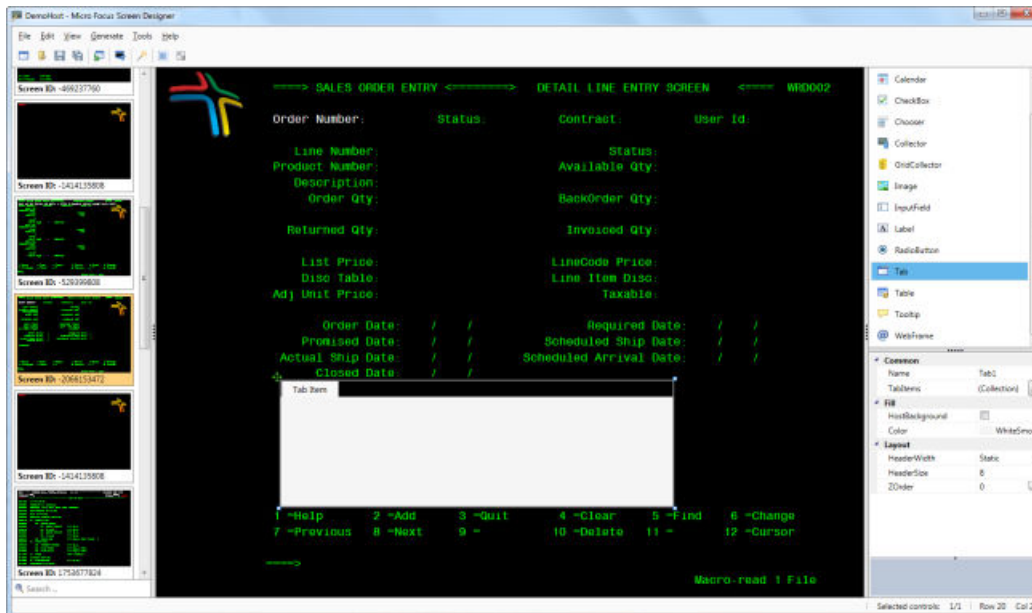 DemoHost - Micro Focus Screen Designer
File Edit View Generate Tools Help
Screen ID: -469237760
Screen ID: -1414135808
Screen ID: -529399808
Screen ID: -2066153472
Screen ID: -1414135808
Screen ID: 1753677824
Search...
====> SALES ORDER ENTRY <=========> DETAIL LINE ENTRY SCREEN <==== WRD002
Order Number: Status: Contract: User Id:
Line Number: Status:
Product Number: Available Qty:
Description:
Order Qty: BackOrder Qty:
Returned Qty: Invoiced Qty:
List Price: LineCode Price:
Disc Table: Line Item Disc:
Adj Unit Price: Taxable:
Order Date: / / Required Date: / /
Promised Date: / / Scheduled Ship Date: / /
Actual Ship Date: / / Scheduled Arrival Date: / /
Closed Date: / /
Tab Item
1 =Help 2 =Add 3 =Quit 4 =Clear 5 =Find 6 =Change
7 =Previous 8 =Next 9 = 10 =Delete 11 = 12 =Cursor
====>
Macro-read 1 File
Calendar
CheckBox
Chooser
Collector
GridCollector
Image
InputField
Label
RadioButton
Tab
Table
Tooltip
WebFrame
Common
Name Tab1
TabItems (Collection)
Fill
HostBackground
Color WhiteSmo
Layout
HeaderWidth Static
HeaderSize 8
ZOrder 0
Selected controls: 1/1 Row 20 Col 2